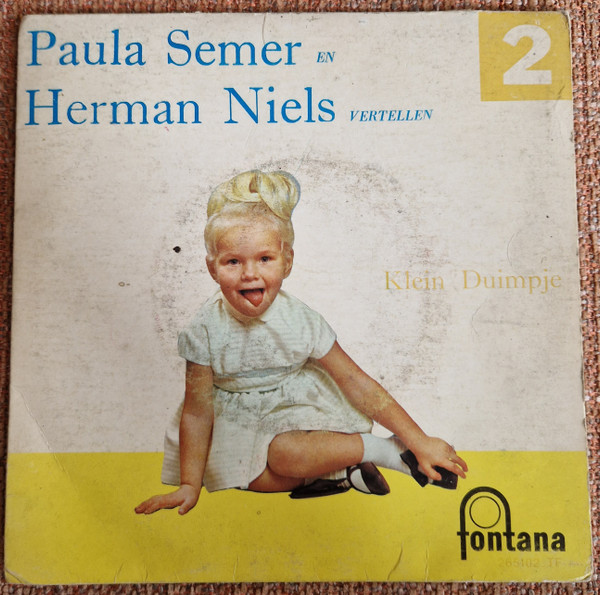 Paula Semer EN
2
Herman Niels VERTELLEN
Klein Duimpje
fontana